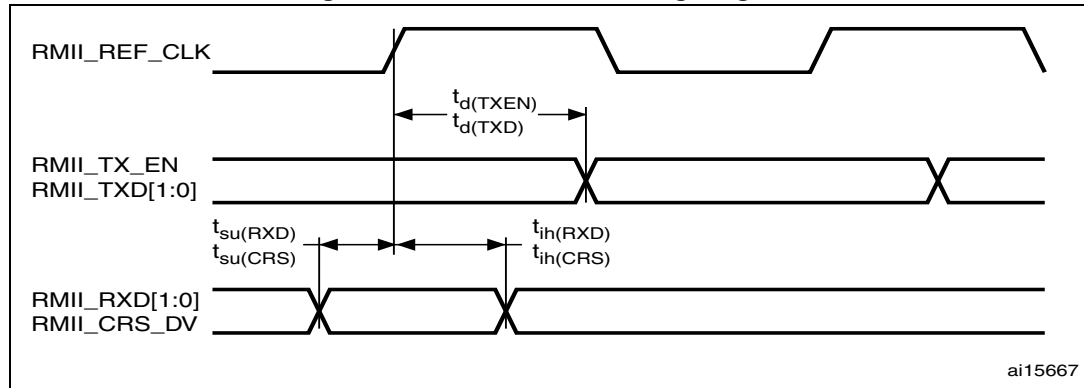 RMII_REF_CLK
td(TXEN)
td(TXD)
RMII_TX_EN
RMII_TXD[1:0]
tsu(RXD)
tsu(CRS)
tih(RXD)
tih(CRS)
RMII_RXD[1:0]
RMII_CRS_DV
ai15667